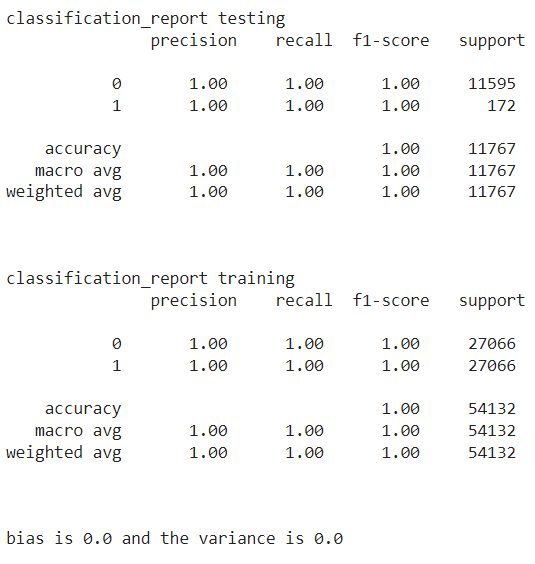 classification_report testing
precision recall f1-score support
0 1.00 1.00 1.00 11595
1 1.00 1.00 1.00 172
accuracy 1.00 11767
macro avg 1.00 1.00 1.00 11767
weighted avg 1.00 1.00 1.00 11767
classification_report training
precision recall f1-score support
0 1.00 1.00 1.00 27066
1 1.00 1.00 1.00 27066
accuracy 1.00 54132
macro avg 1.00 1.00 1.00 54132
weighted avg 1.00 1.00 1.00 54132
bias is 0.0 and the variance is 0.0